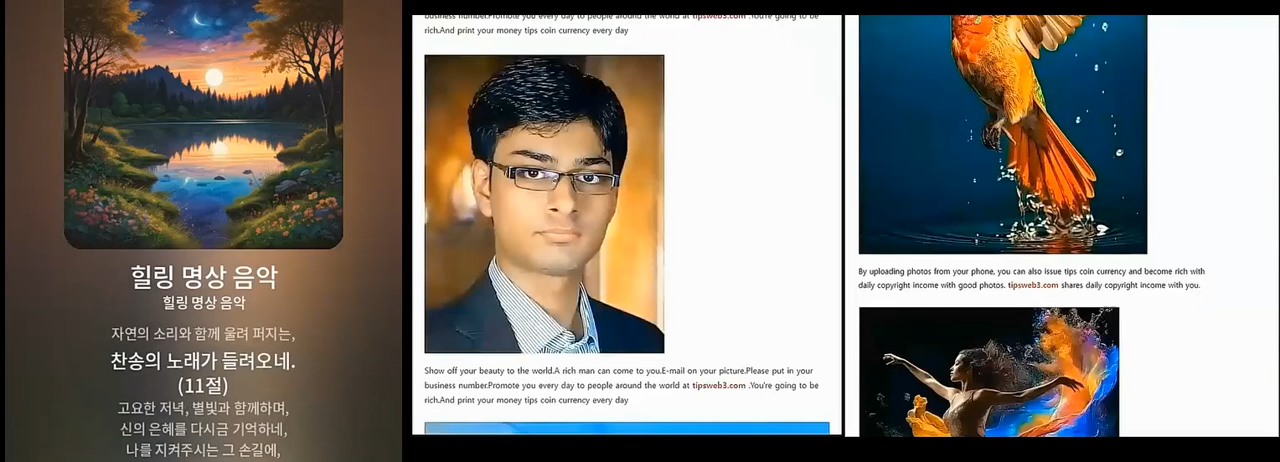 힐링 명상 음악
힐링 명상 음악
자연의 소리와 함께 울려 퍼지는,
찬송의 노래가 들려오네.
(11절)
고요한 저녁, 별빛과 함께하며,
신의 은혜를 다시금 기억하네,
나를 지켜주시는 그 손길에,
business number.Promote you every day to people around the world at tipsweb3.com .You're going to be
rich.And print your money tips coin currency every day
Show off your beauty to the world.A rich man can come to you.E-mail on your picture.Please put in your
business number.Promote you every day to people around the world at tipsweb3.com .You're going to be
rich.And print your money tips coin currency every day
By uploading photos from your phone, you can also issue tips coin currency and become rich with
daily copyright income with good photos. tipsweb3.com shares daily copyright income with you.